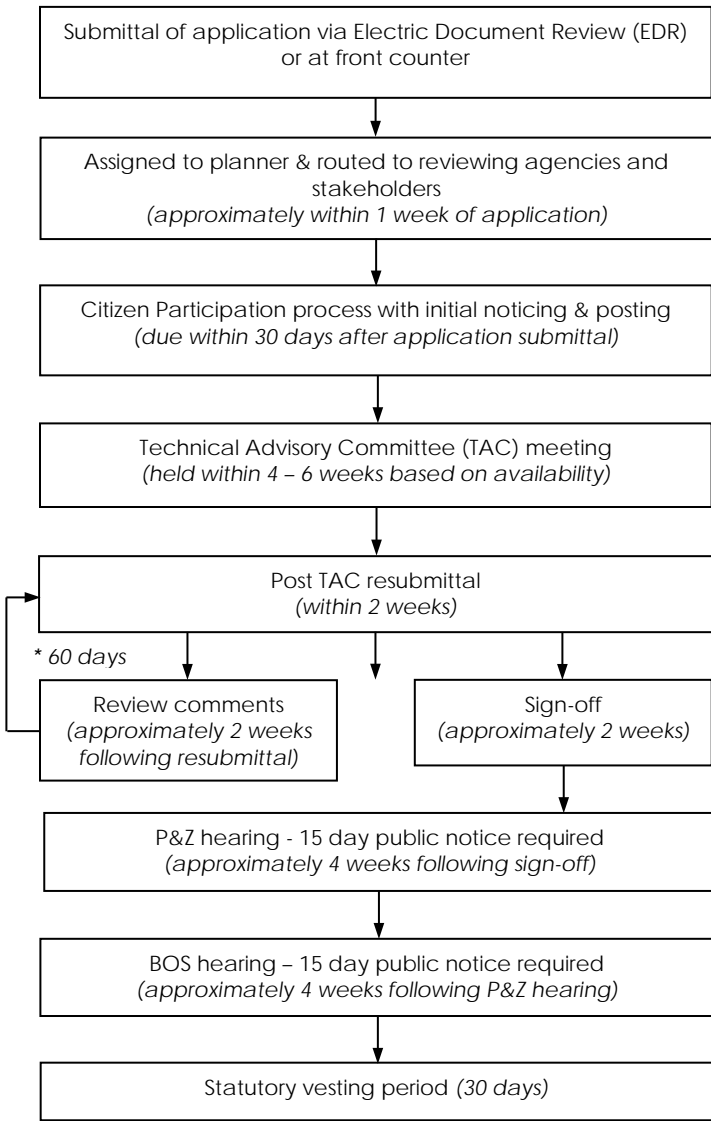 Submittal of application via Electric Document Review (EDR)
or at front counter
Assigned to planner & routed to reviewing agencies and
stakeholders
(approximately within 1 week of application)
Citizen Participation process with initial noticing & posting
(due within 30 days after application submittal)
Technical Advisory Committee (TAC) meeting
(held within 4 – 6 weeks based on availability)
Post TAC resubmittal
(within 2 weeks)
* 60 days
Review comments
(approximately 2 weeks
following resubmittal)
Sign-off
(approximately 2 weeks)
P&Z hearing - 15 day public notice required
(approximately 4 weeks following sign-off)
BOS hearing – 15 day public notice required
(approximately 4 weeks following P&Z hearing)
Statutory vesting period (30 days)